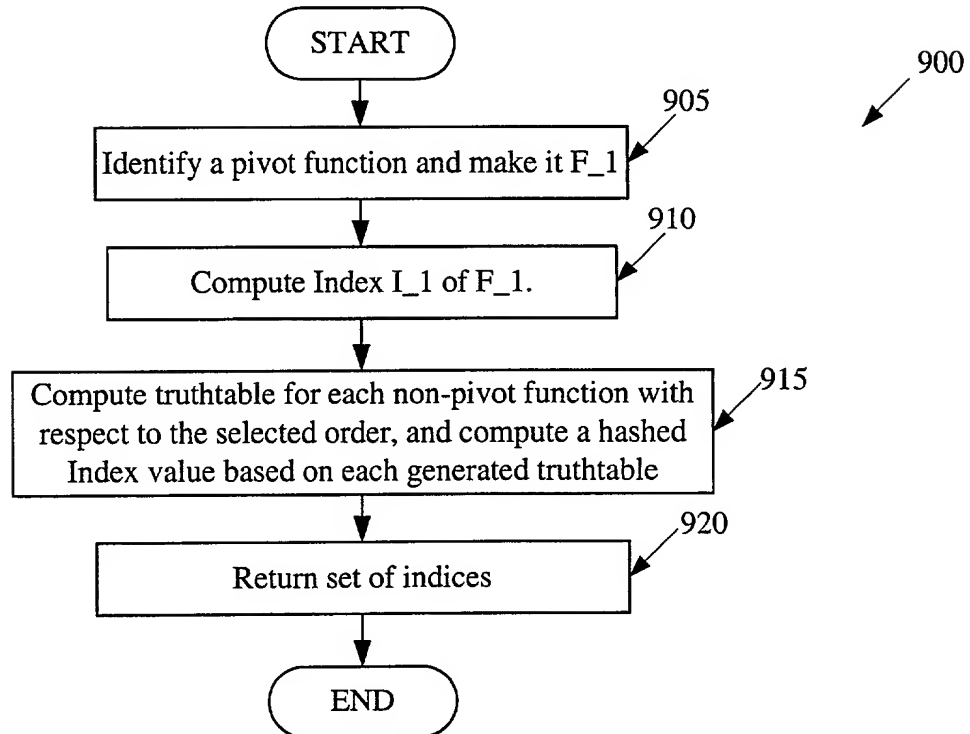 START
900
905
Identify a pivot function and make it F_1
910
Compute Index I_1 of F_1.
915
Compute truthtable for each non-pivot function with
respect to the selected order, and compute a hashed
Index value based on each generated truthtable
920
Return set of indices
END